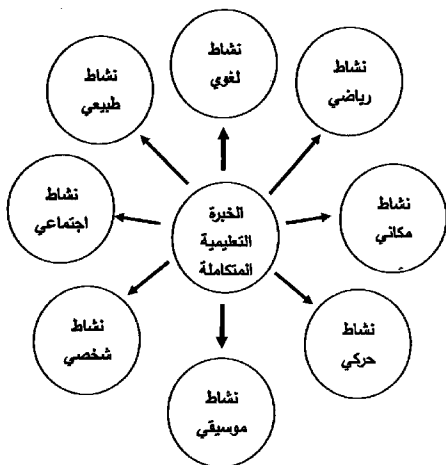 نشاط
لغوي
نشاط
رياضي
نشاط
طبيعي
نشاط
مكاني
نشاط
اجتماعي
الخبرة
التعليمية
المتكاملة
نشاط
حركي
نشاط
شخصي
نشاط
موسيقي